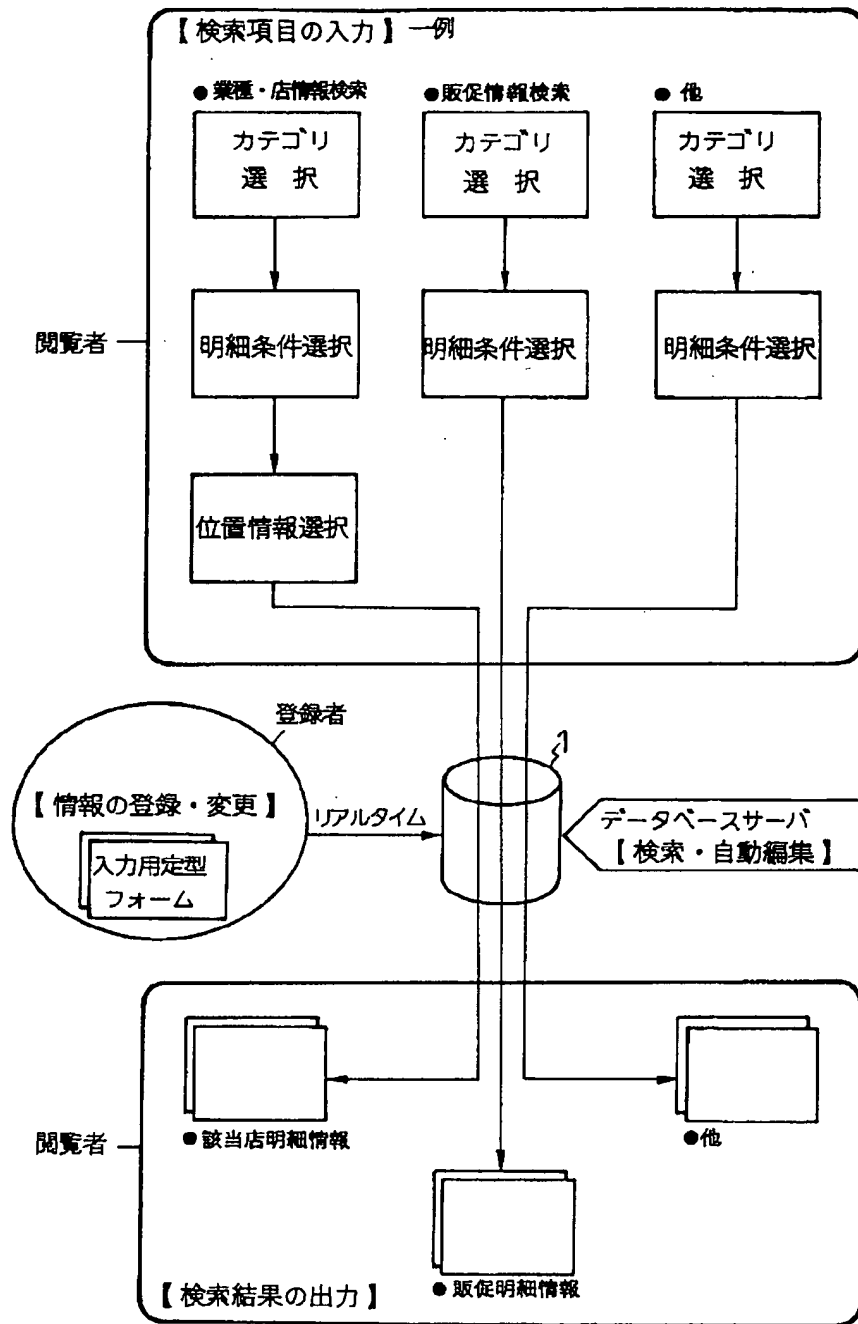 【検索項目の入力】一例
●業種・店情報検索
●販促情報検索
●他
カテゴリ
選択
カテゴリ
選択
カテゴリ
選択
閲覧者
明細条件選択
明細条件選択
明細条件選択
位置情報選択
登録者
【情報の登録・変更】
入力用定型
フォーム
リアルタイム
1
データベースサーバ
【検索・自動編集】
閲覧者
●該当店明細情報
●他
●販促明細情報
【検索結果の出力】